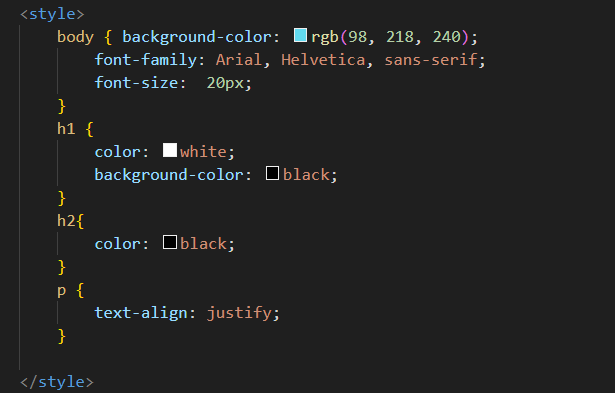 <style>
body { background-color: rgb(98, 218, 240);
font-family: Arial, Helvetica, sans-serif;
font-size:  20px;
}
h1 {
color: white;
background-color: black;
}
h2{
color: black;
}
p {
text-align: justify;
}
</style>